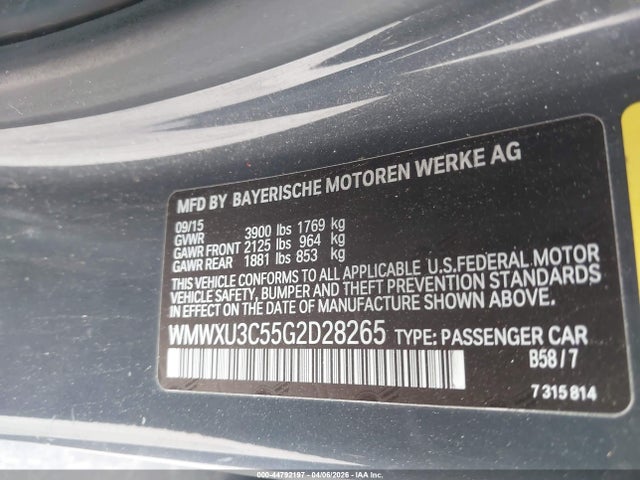 MFD BY BAYERISCHE MOTOREN WERKE AG
09/15
GVWR 3900 lbs 1769 kg
GAWR FRONT 2125 lbs 964 kg
GAWR REAR 1881 lbs 853 kg
THIS VEHICLE CONFORMS TO ALL APPLICABLE U.S.FEDERAL MOTOR
VEHICLE SAFETY, BUMPER AND THEFT PREVENTION STANDARDS
IN EFFECT ON THE DATE OF MANUFACTURE SHOWN ABOVE.
WMWXU3C55G2D28265 TYPE: PASSENGER CAR
B58/7
7 315 814
000-44792197 - 04/06/2026 - IAAI.COM